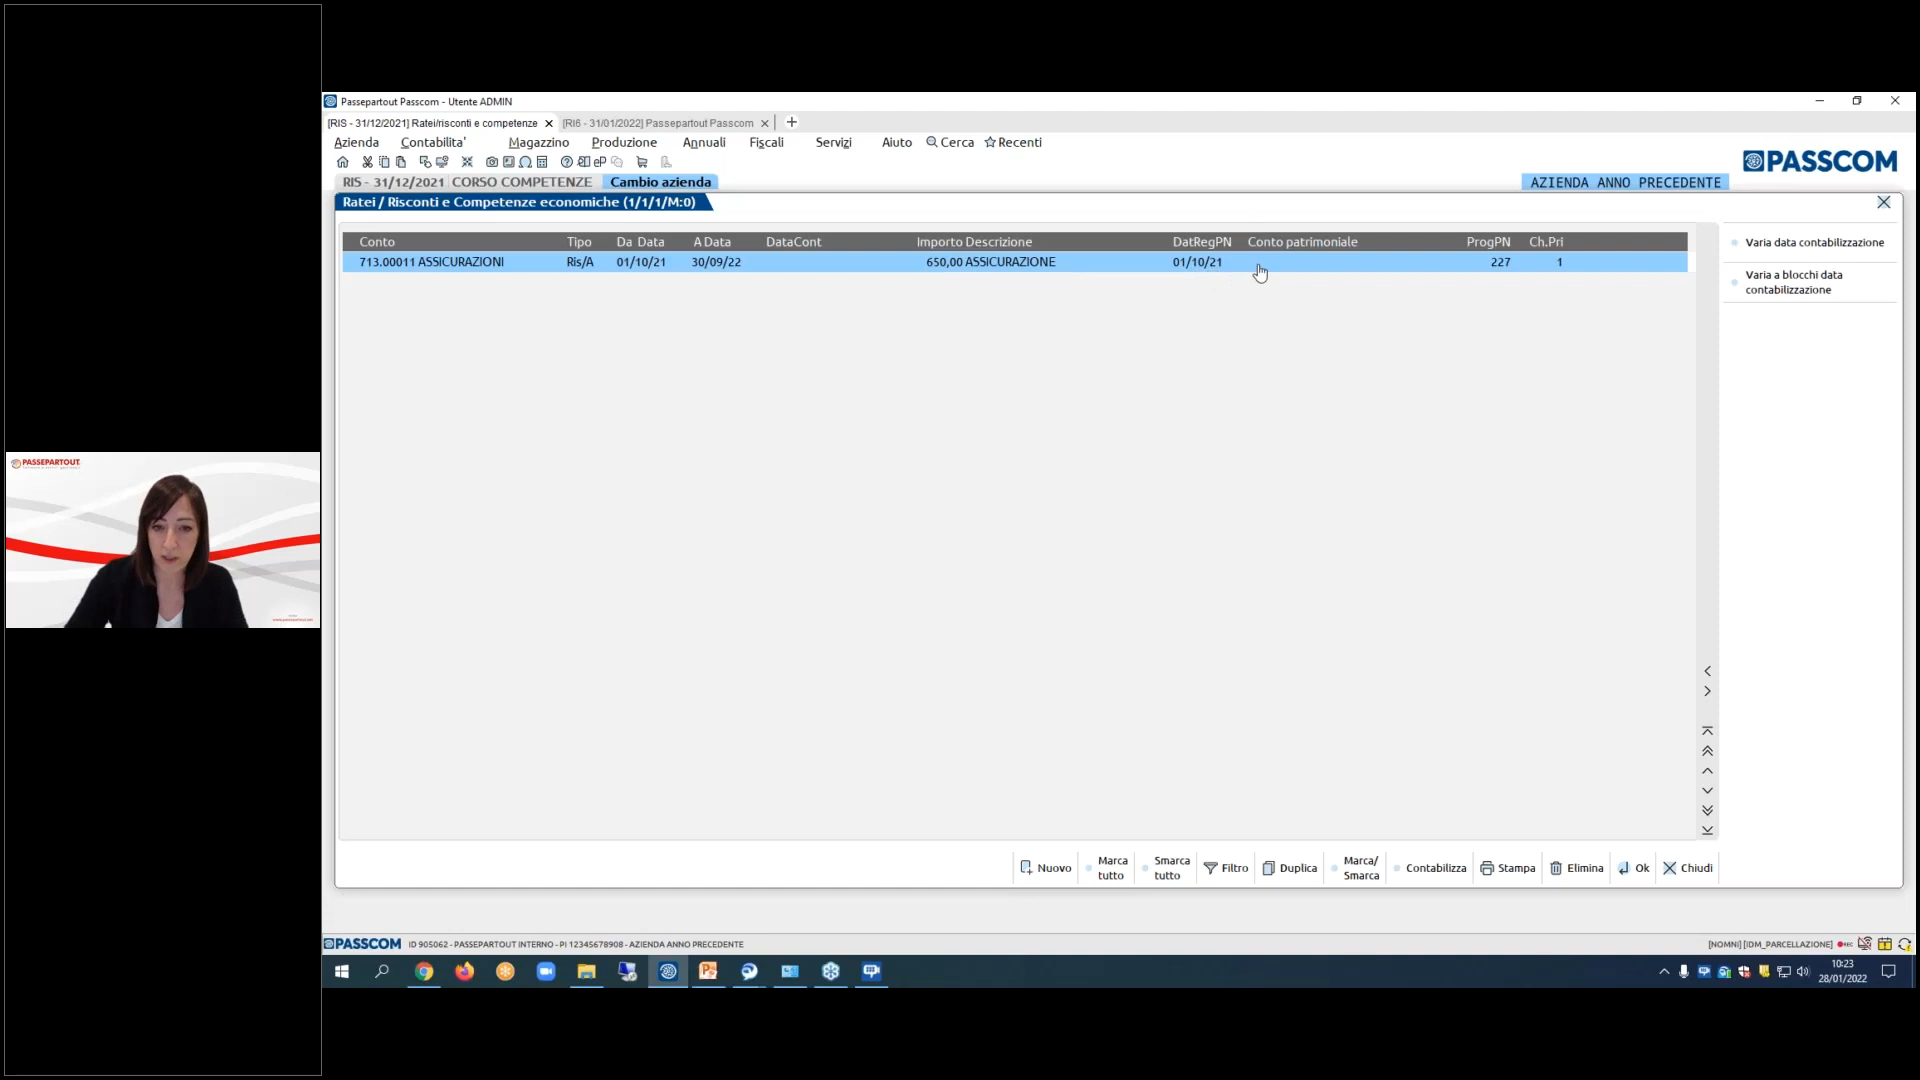 Passepartout Passcom - Utente ADMIN
[RIS - 31/12/2021] Ratei/risconti e competenze
[RI6 - 31/01/2022] Passepartout Passcom
Azienda Contabilita' Magazzino Produzione Annuali Fiscali Servizi Aiuto Cerca Recenti
PASSCOM
RIS - 31/12/2021 CORSO COMPETENZE Cambio azienda
AZIENDA ANNO PRECEDENTE
Ratei / Risconti e Competenze economiche (1/1/1/M:0)
Conto Tipo Da Data A Data DataCont Importo Descrizione DatRegPN Conto patrimoniale ProgPN Ch.Pri
713.00011 ASSICURAZIONI Ris/A 01/10/21 30/09/22 650,00 ASSICURAZIONE 01/10/21 227 1
Varia data contabilizzazione
Varia a blocchi data
contabilizzazione
PASSEPARTOUT
Nuovo
Marca
tutto
Smarca
tutto
Filtro
Duplica
Marca/
Smarca
Contabilizza
Stampa
Elimina
Ok
Chiudi
PASSCOM ID 905062 - PASSEPARTOUT INTERNO - PI 12345678908 - AZIENDA ANNO PRECEDENTE
[NOMNI] [IDM_PARCELLAZIONE] REC
10:23
28/01/2022